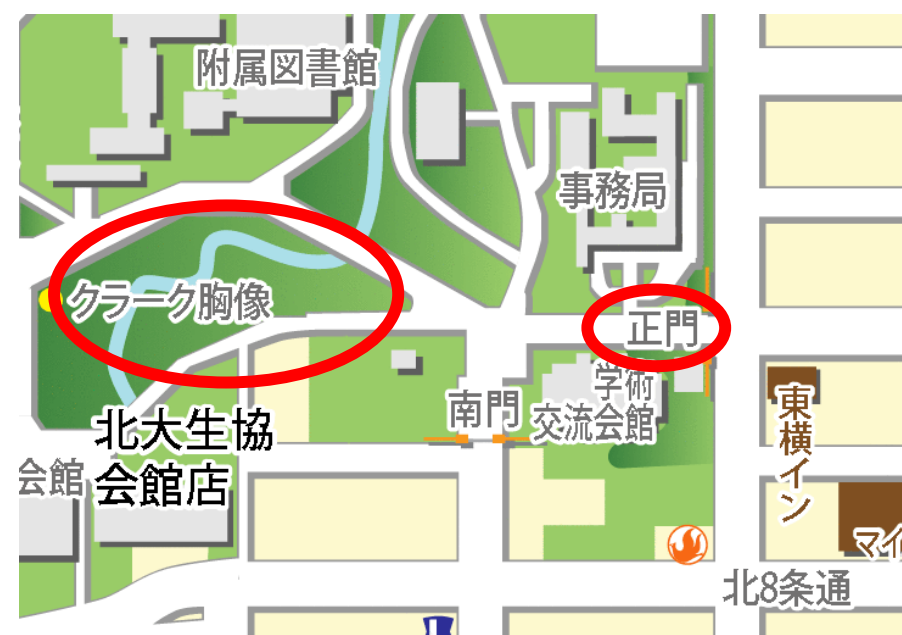 附属図書館
事務局
クラーク胸像
正門
学術
交流会館
南門
東横イン
北大生協
会館店
会館
マイ
北8条通